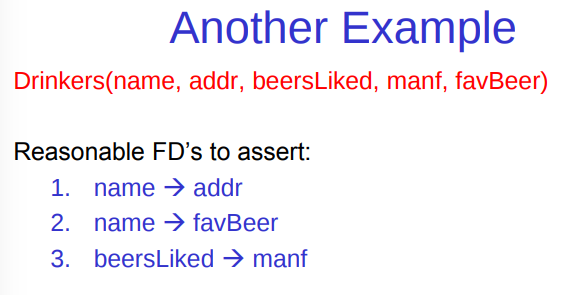 Another Example
Drinkers(name, addr, beersLiked, manf, favBeer)
Reasonable FD’s to assert:
1. name → addr
2. name → favBeer
3. beersLiked → manf